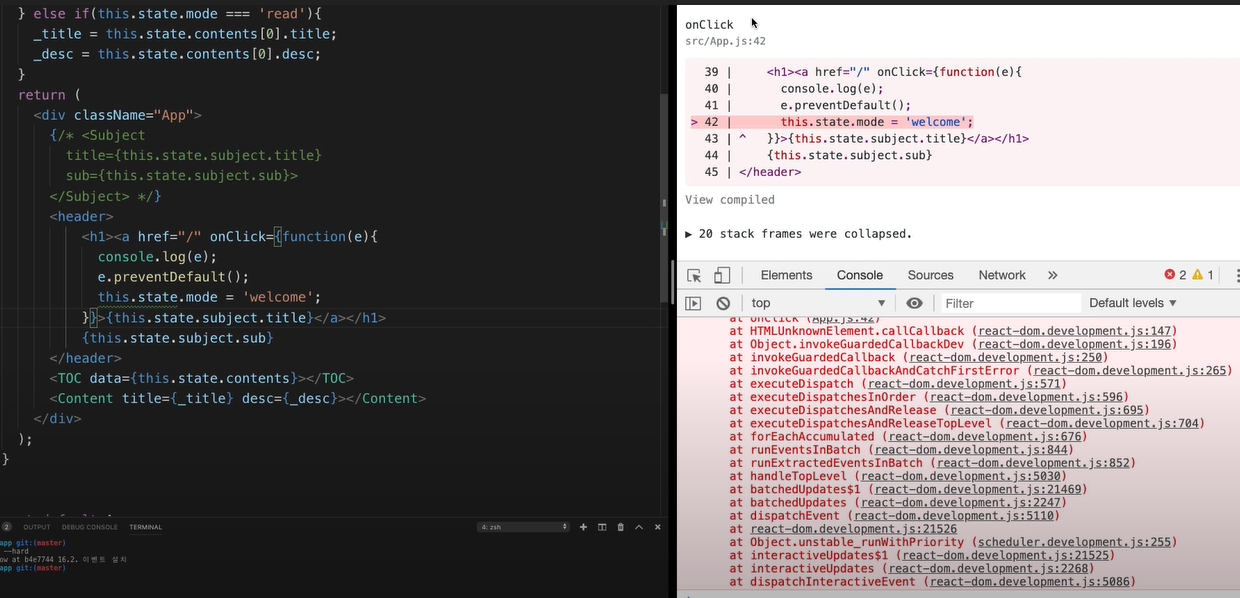 } else if(this.state.mode === 'read'){
_title = this.state.contents[0].title;
_desc = this.state.contents[0].desc;
}
return (
<div className="App">
{/* <Subject
title={this.state.subject.title}
sub={this.state.subject.sub}>
</Subject> */}
<header>
<h1><a href="/" onClick={function(e){
console.log(e);
e.preventDefault();
this.state.mode = 'welcome';
}}>{this.state.subject.title}</a></h1>
{this.state.subject.sub}
</header>
<TOC data={this.state.contents}></TOC>
<Content title={_title} desc={_desc}></Content>
</div>
);
}
2 OUTPUT DEBUG CONSOLE TERMINAL 4: zsh
app git:(master)
--hard
ow at b4e7744 16.2. 이벤트 설치
app git:(master)
onClick
src/App.js:42
39 | <h1><a href="/" onClick={function(e){
40 | console.log(e);
41 | e.preventDefault();
> 42 | this.state.mode = 'welcome';
43 | ^ }}>{this.state.subject.title}</a></h1>
44 | {this.state.subject.sub}
45 | </header>
View compiled
▶ 20 stack frames were collapsed.
Elements Console Sources Network » 2 1
top ▼ Filter Default levels ▼
at onClick (App.js:42)
at HTMLUnknownElement.callCallback (react-dom.development.js:147)
at Object.invokeGuardedCallbackDev (react-dom.development.js:196)
at invokeGuardedCallback (react-dom.development.js:250)
at invokeGuardedCallbackAndCatchFirstError (react-dom.development.js:265)
at executeDispatch (react-dom.development.js:571)
at executeDispatchesInOrder (react-dom.development.js:596)
at executeDispatchesAndRelease (react-dom.development.js:695)
at executeDispatchesAndReleaseTopLevel (react-dom.development.js:704)
at forEachAccumulated (react-dom.development.js:676)
at runEventsInBatch (react-dom.development.js:844)
at runExtractedEventsInBatch (react-dom.development.js:852)
at handleTopLevel (react-dom.development.js:5030)
at batchedUpdates$1 (react-dom.development.js:21469)
at batchedUpdates (react-dom.development.js:2247)
at dispatchEvent (react-dom.development.js:5110)
at react-dom.development.js:21526
at Object.unstable_runWithPriority (scheduler.development.js:255)
at interactiveUpdates$1 (react-dom.development.js:21525)
at interactiveUpdates (react-dom.development.js:2268)
at dispatchInteractiveEvent (react-dom.development.js:5086)